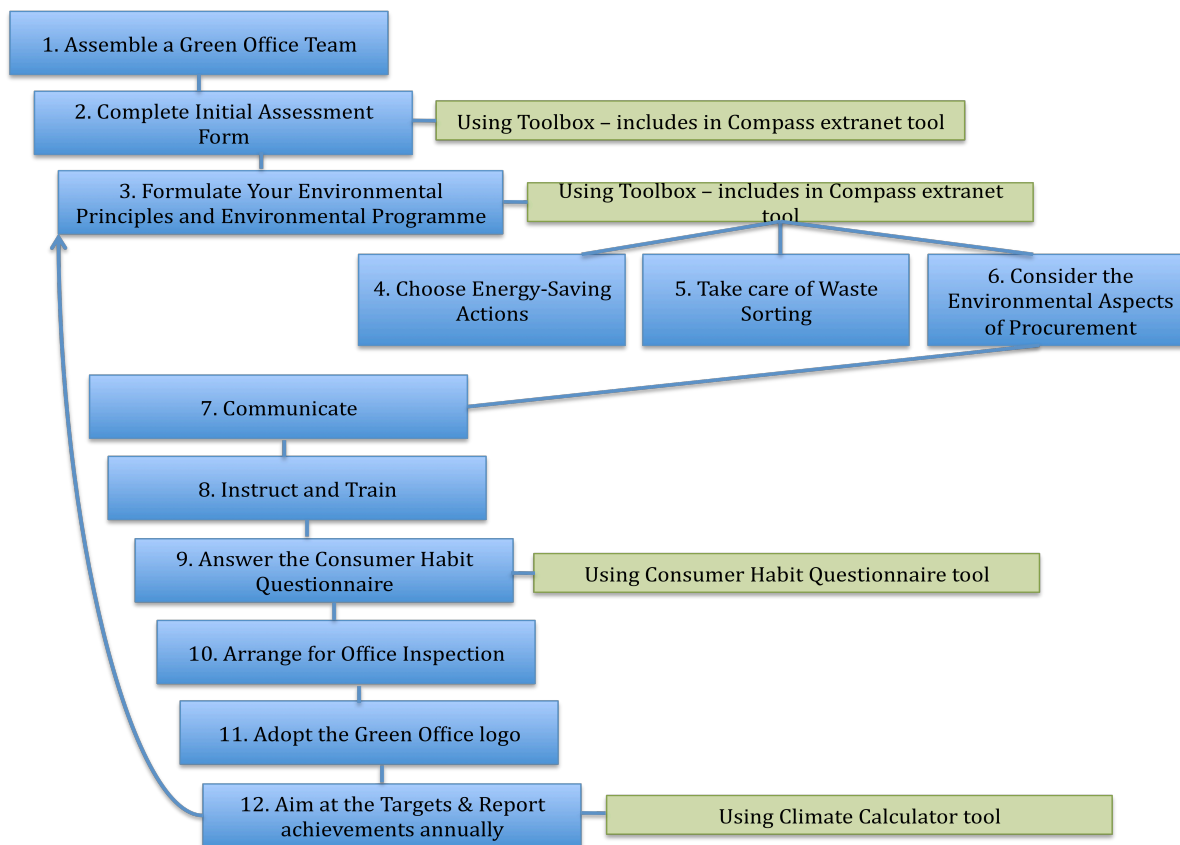 1. Assemble a Green Office Team
2. Complete Initial Assessment
Form
Using Toolbox – includes in Compass extranet tool
3. Formulate Your Environmental
Principles and Environmental Programme
Using Toolbox – includes in Compass extranet
tool
4. Choose Energy-Saving
Actions
5. Take care of Waste
Sorting
6. Consider the
Environmental Aspects
of Procurement
7. Communicate
8. Instruct and Train
9. Answer the Consumer Habit
Questionnaire
Using Consumer Habit Questionnaire tool
10. Arrange for Office Inspection
11. Adopt the Green Office logo
12. Aim at the Targets & Report
achievements annually
Using Climate Calculator tool